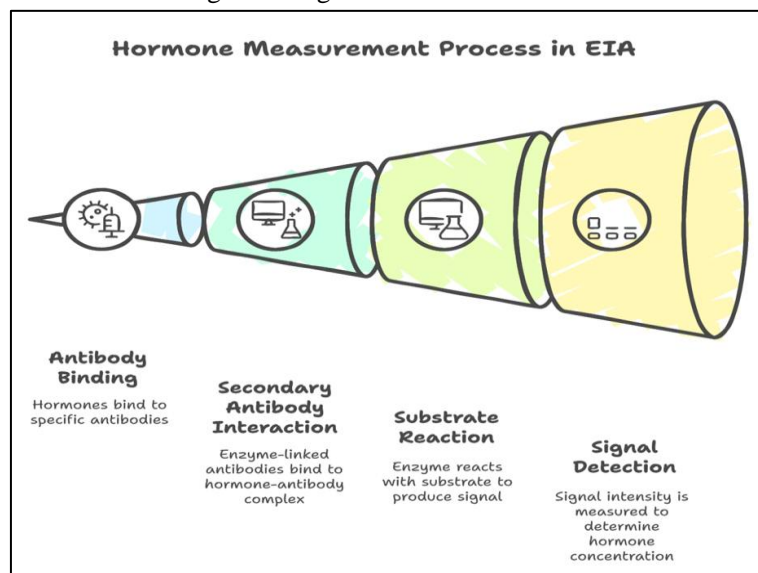 Hormone Measurement Process in EIA
Antibody
Binding
Hormones bind to
specific antibodies
Secondary
Antibody
Interaction
Enzyme-linked
antibodies bind to
hormone-antibody
complex
Substrate
Reaction
Enzyme reacts
with substrate to
produce signal
Signal
Detection
Signal intensity is
measured to
determine
hormone
concentration